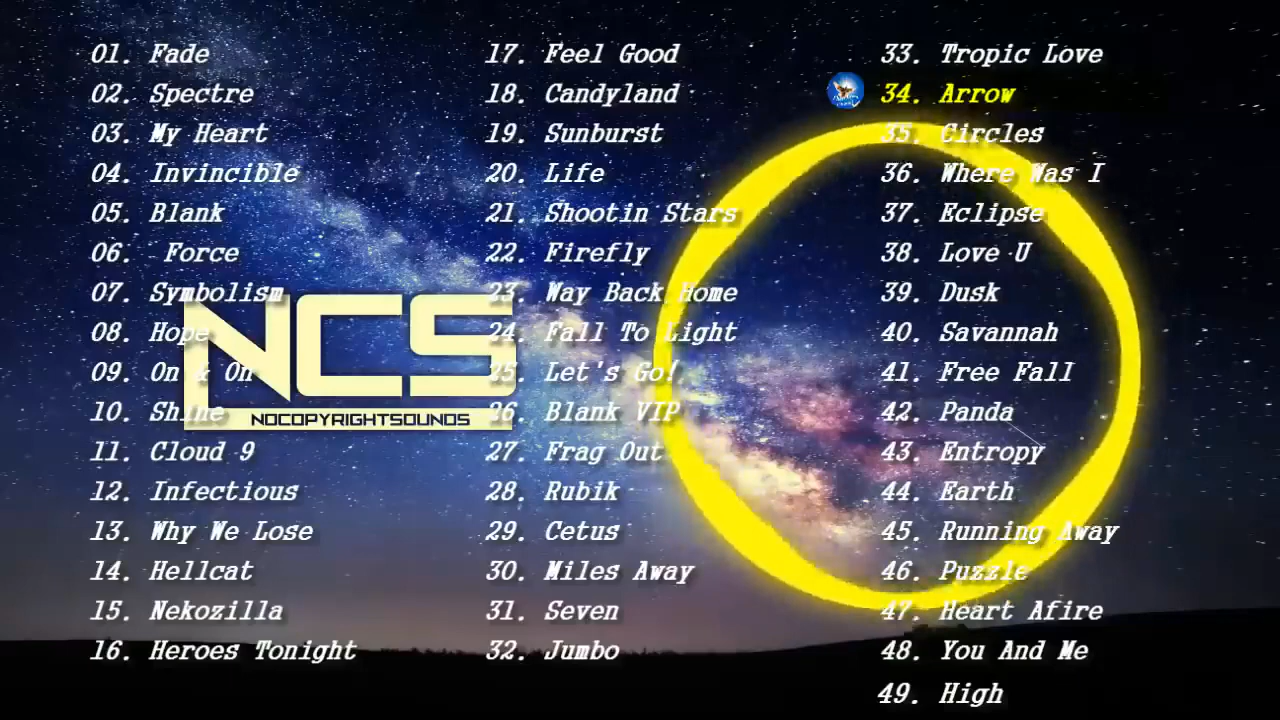 01. Fade
02. Spectre
03. My Heart
04. Invincible
05. Blank
06. Force
07. Symbolism
08. Hope
09. On & On
10. Shine
11. Cloud 9
12. Infectious
13. Why We Lose
14. Hellcat
15. Nekozilla
16. Heroes Tonight
NCS
NOCOPYRIGHTSOUNDS
17. Feel Good
18. Candyland
19. Sunburst
20. Life
21. Shootin Stars
22. Firefly
23. Way Back Home
24. Fall To Light
25. Let's Go!
26. Blank VIP
27. Frag Out
28. Rubik
29. Cetus
30. Miles Away
31. Seven
32. Jumbo
33. Tropic Love
34. Arrow
35. Circles
36. Where Was I
37. Eclipse
38. Love U
39. Dusk
40. Savannah
41. Free Fall
42. Panda
43. Entropy
44. Earth
45. Running Away
46. Puzzle
47. Heart Afire
48. You And Me
49. High